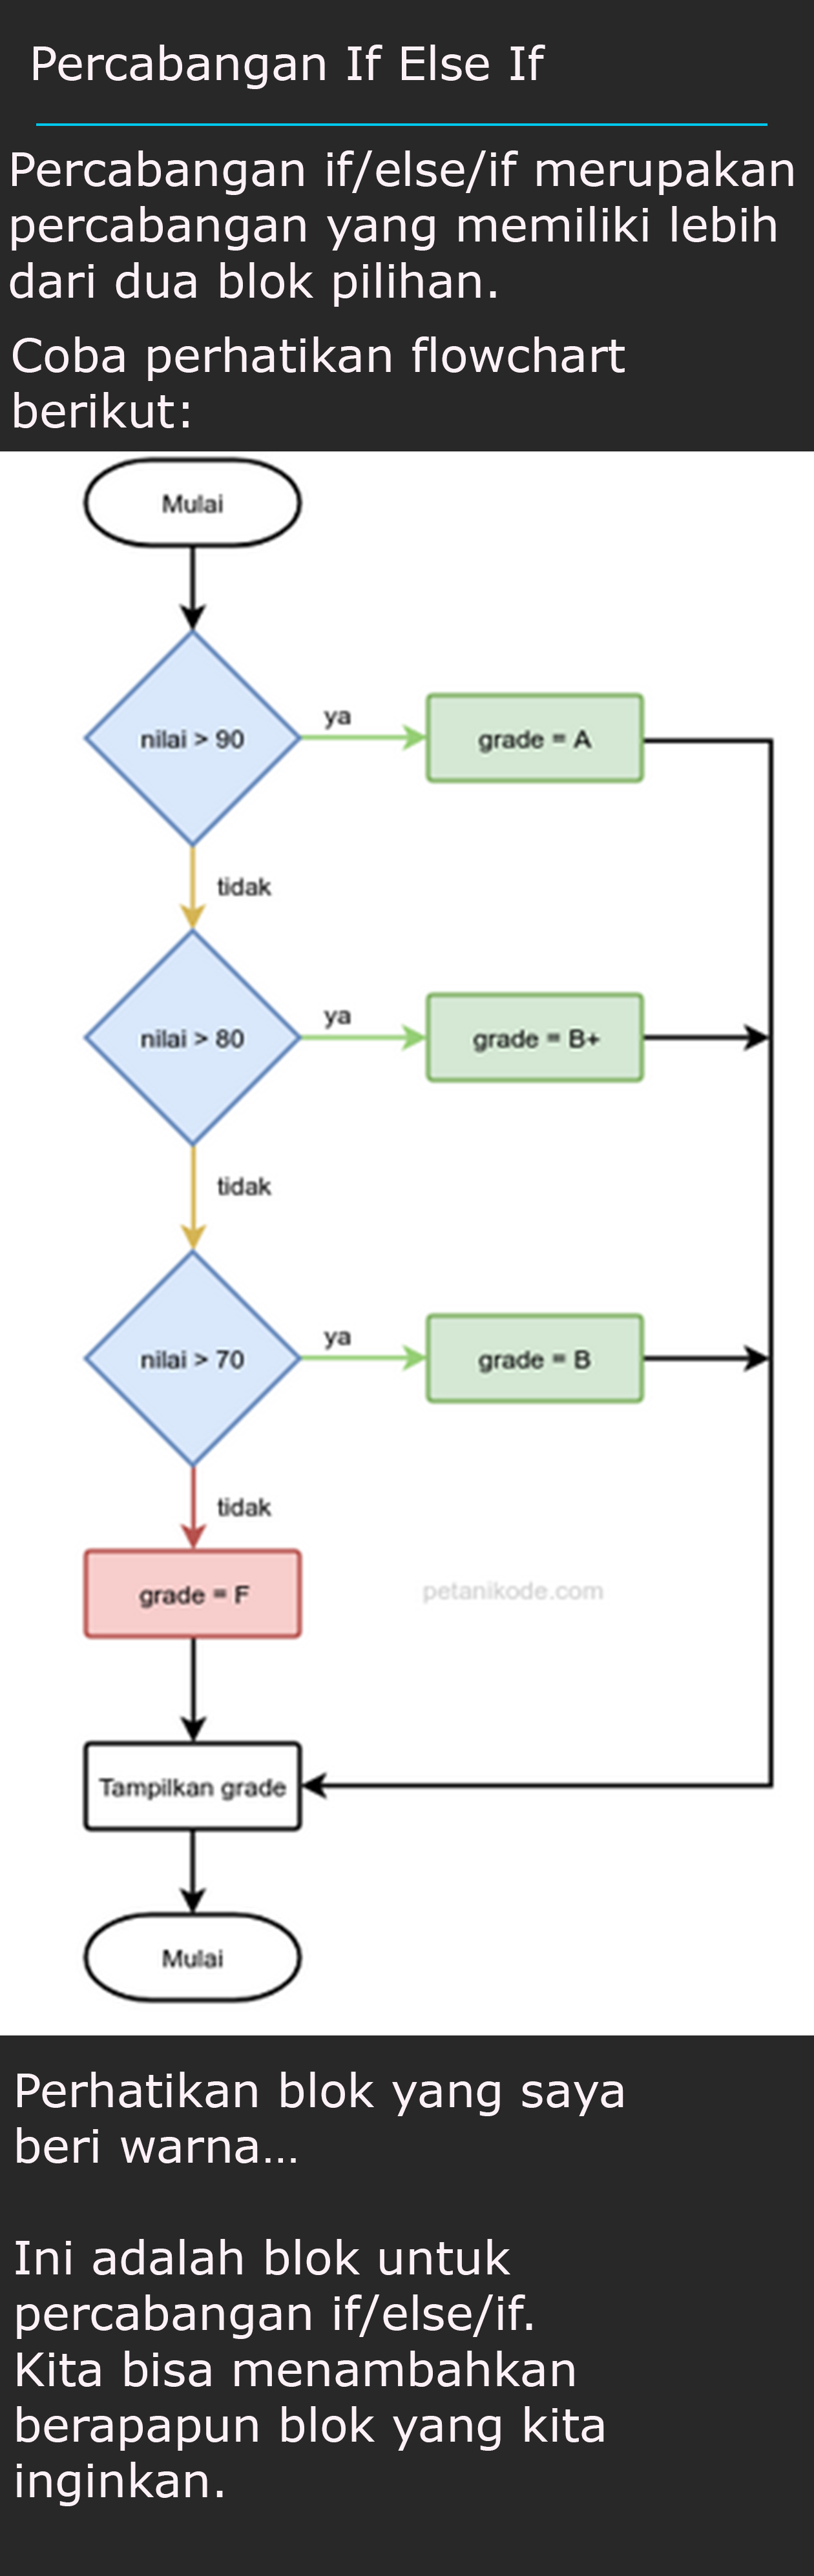 Percabangan If Else If
Percabangan if/else/if merupakan
percabangan yang memiliki lebih
dari dua blok pilihan.
Coba perhatikan flowchart
berikut:
Mulai
nilai > 90
ya
grade = A
tidak
nilai > 80
ya
grade = B+
tidak
nilai > 70
ya
grade = B
tidak
grade = F
petanikode.com
Tampilkan grade
Mulai
Perhatikan blok yang saya
beri warna...
Ini adalah blok untuk
percabangan if/else/if.
Kita bisa menambahkan
berapapun blok yang kita
inginkan.